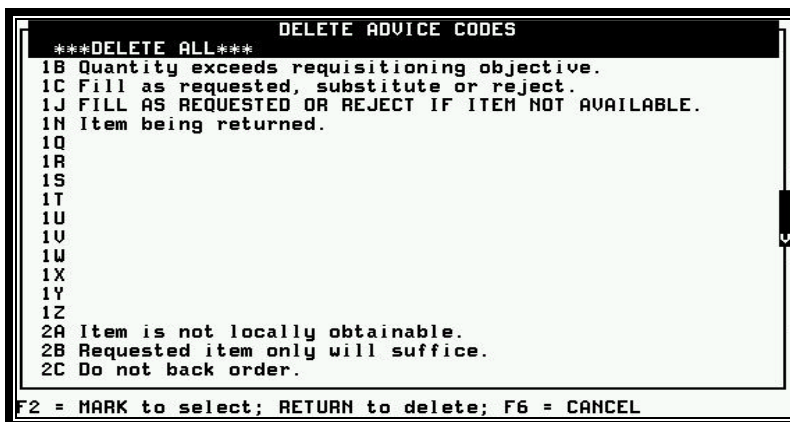 DELETE ADVICE CODES
***DELETE ALL***
1B Quantity exceeds requisitioning objective.
1C Fill as requested, substitute or reject.
1J FILL AS REQUESTED OR REJECT IF ITEM NOT AVAILABLE.
1N Item being returned.
1Q
1R
1S
1T
1U
1V
1W
1X
1Y
1Z
2A Item is not locally obtainable.
2B Requested item only will suffice.
2C Do not back order.
F2 = MARK to select; RETURN to delete; F6 = CANCEL